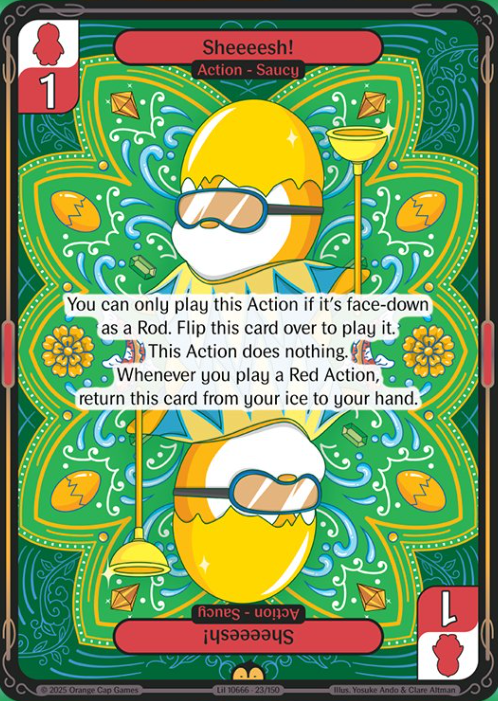 1
Sheeeesh!
Action - Saucy
You can only play this Action if it's face-down
as a Rod. Flip this card over to play it.
This Action does nothing.
Whenever you play a Red Action,
return this card from your ice to your hand.
Action - Saucy
Sheeeesh!
1
© 2025 Orange Cap Games
Lil 10666 · 23/150
Illus. Yosuke Ando & Clare Altman